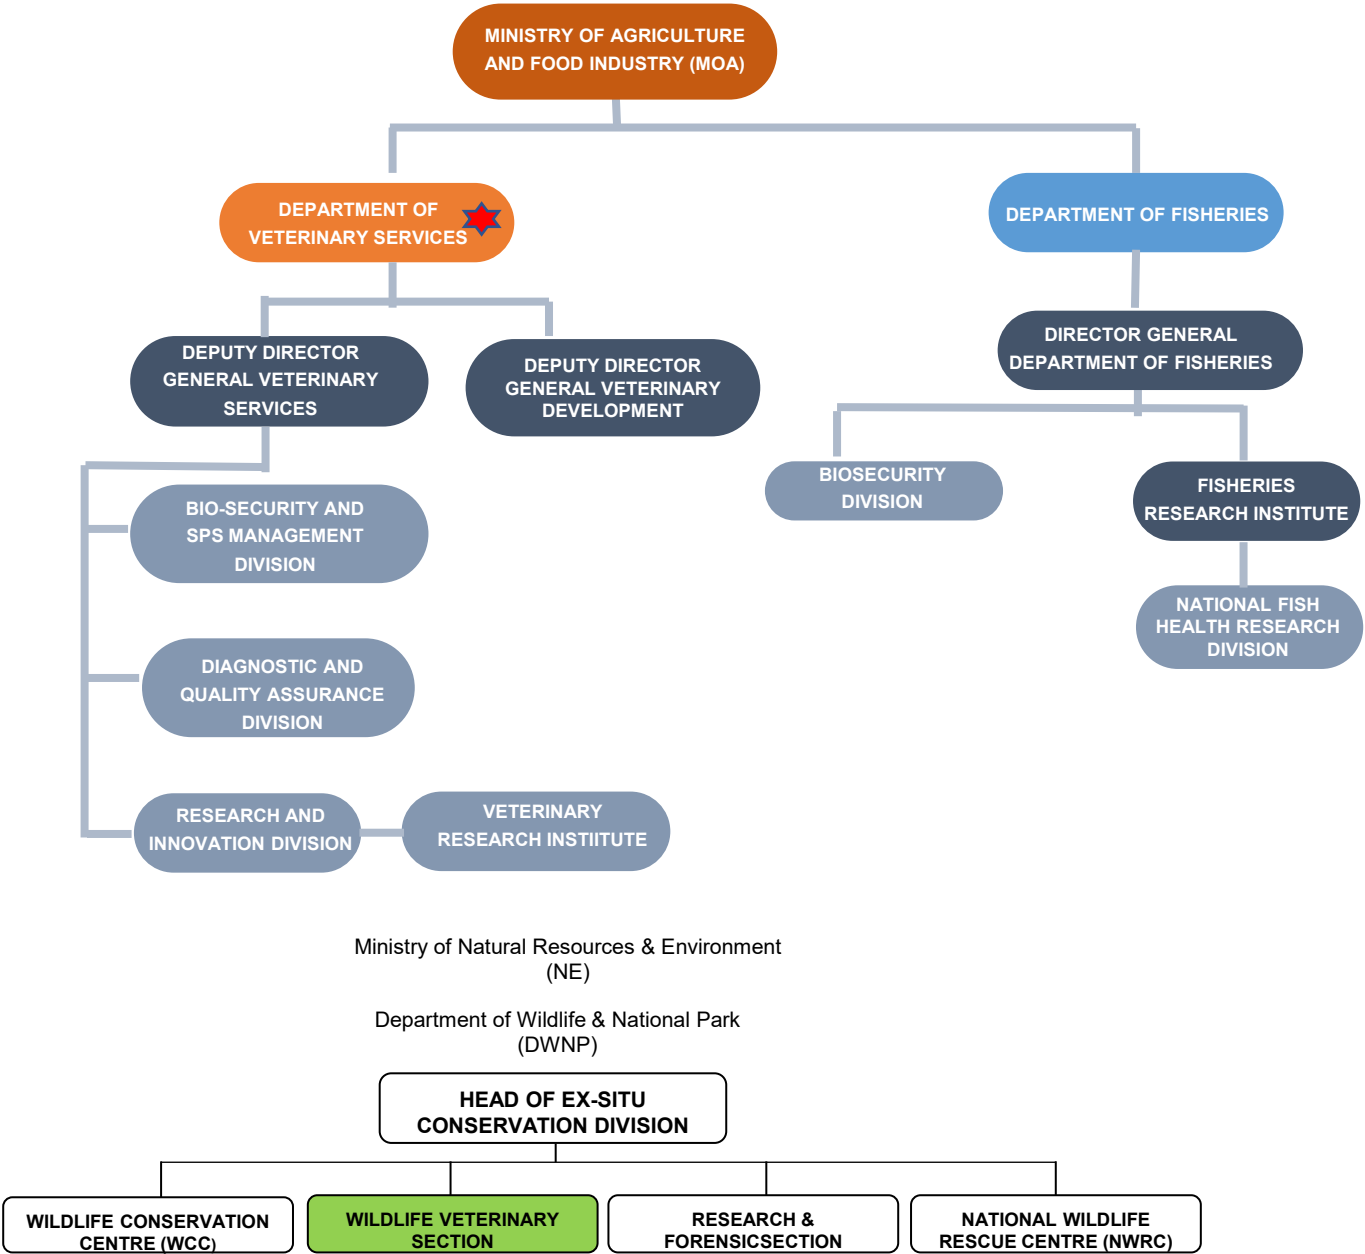 MINISTRY OF AGRICULTURE
AND FOOD INDUSTRY (MOA)
DEPARTMENT OF
VETERINARY SERVICES
DEPARTMENT OF FISHERIES
DEPUTY DIRECTOR
GENERAL VETERINARY
SERVICES
DEPUTY DIRECTOR
GENERAL VETERINARY
DEVELOPMENT
DIRECTOR GENERAL
DEPARTMENT OF FISHERIES
BIO-SECURITY AND
SPS MANAGEMENT
DIVISION
BIOSECURITY
DIVISION
FISHERIES
RESEARCH INSTITUTE
NATIONAL FISH
HEALTH RESEARCH
DIVISION
DIAGNOSTIC AND
QUALITY ASSURANCE
DIVISION
RESEARCH AND
INNOVATION DIVISION
VETERINARY
RESEARCH INSTIITUTE
Ministry of Natural Resources & Environment
(NE)
Department of Wildlife & National Park
(DWNP)
HEAD OF EX-SITU
CONSERVATION DIVISION
WILDLIFE CONSERVATION
CENTRE (WCC)
WILDLIFE VETERINARY
SECTION
RESEARCH &
FORENSICSECTION
NATIONAL WILDLIFE
RESCUE CENTRE (NWRC)